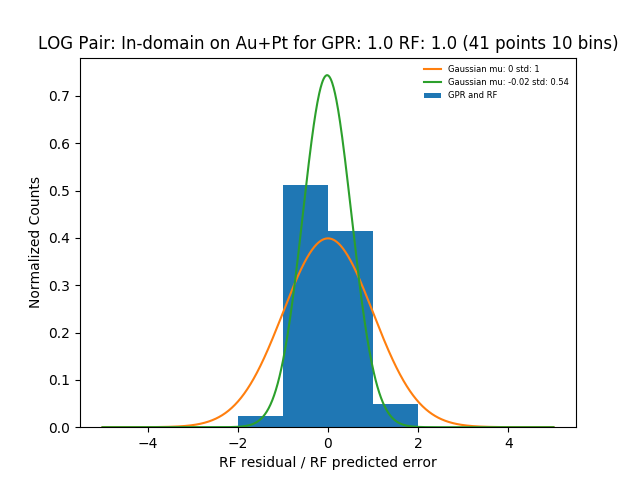 LOG Pair: In-domain on Au+Pt for GPR: 1.0 RF: 1.0 (41 points 10 bins)
Gaussian mu: 0 std: 1
Gaussian mu: -0.02 std: 0.54
GPR and RF
Normalized Counts
0.7
0.6
0.5
0.4
0.3
0.2
0.1
0.0
−4 −2 0 2 4
RF residual / RF predicted error